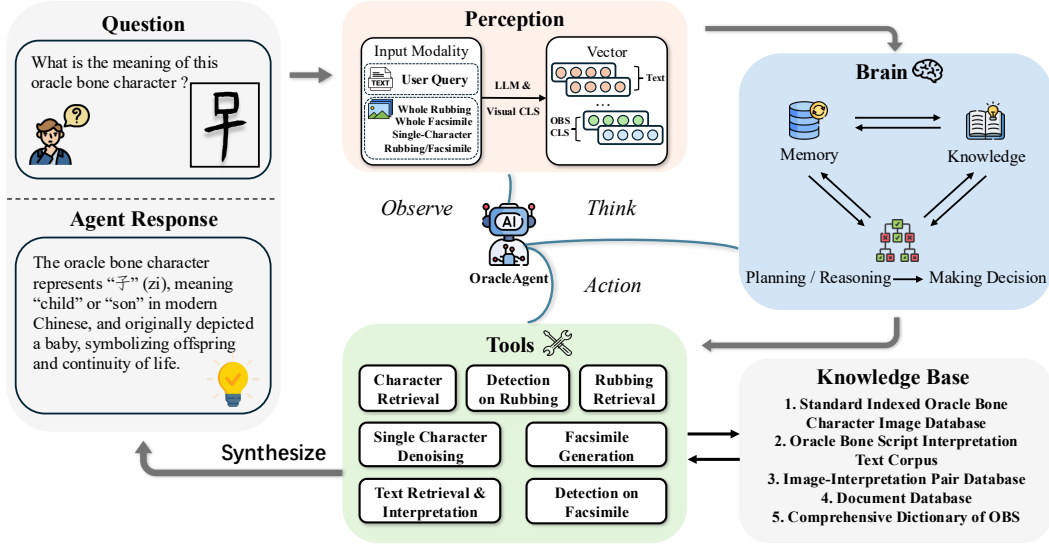 Question
What is the meaning of this
oracle bone character ?
Agent Response
The oracle bone character
represents “子” (zi), meaning
“child” or “son” in modern
Chinese, and originally depicted
a baby, symbolizing offspring
and continuity of life.
Perception
Input Modality
TEXT
User Query
Whole Rubbing
Whole Facsimile
Single-Character
Rubbing/Facsimile
LLM &
Visual CLS
Vector
Text
...
OBS
CLS
Brain
Memory
Knowledge
Planning / Reasoning
Making Decision
Observe
Think
AI
OracleAgent
Action
Tools
Character
Retrieval
Detection
on Rubbing
Rubbing
Retrieval
Single Character
Denoising
Facsimile
Generation
Text Retrieval &
Interpretation
Detection on
Facsimile
Synthesize
Knowledge Base
1. Standard Indexed Oracle Bone
Character Image Database
2. Oracle Bone Script Interpretation
Text Corpus
3. Image-Interpretation Pair Database
4. Document Database
5. Comprehensive Dictionary of OBS